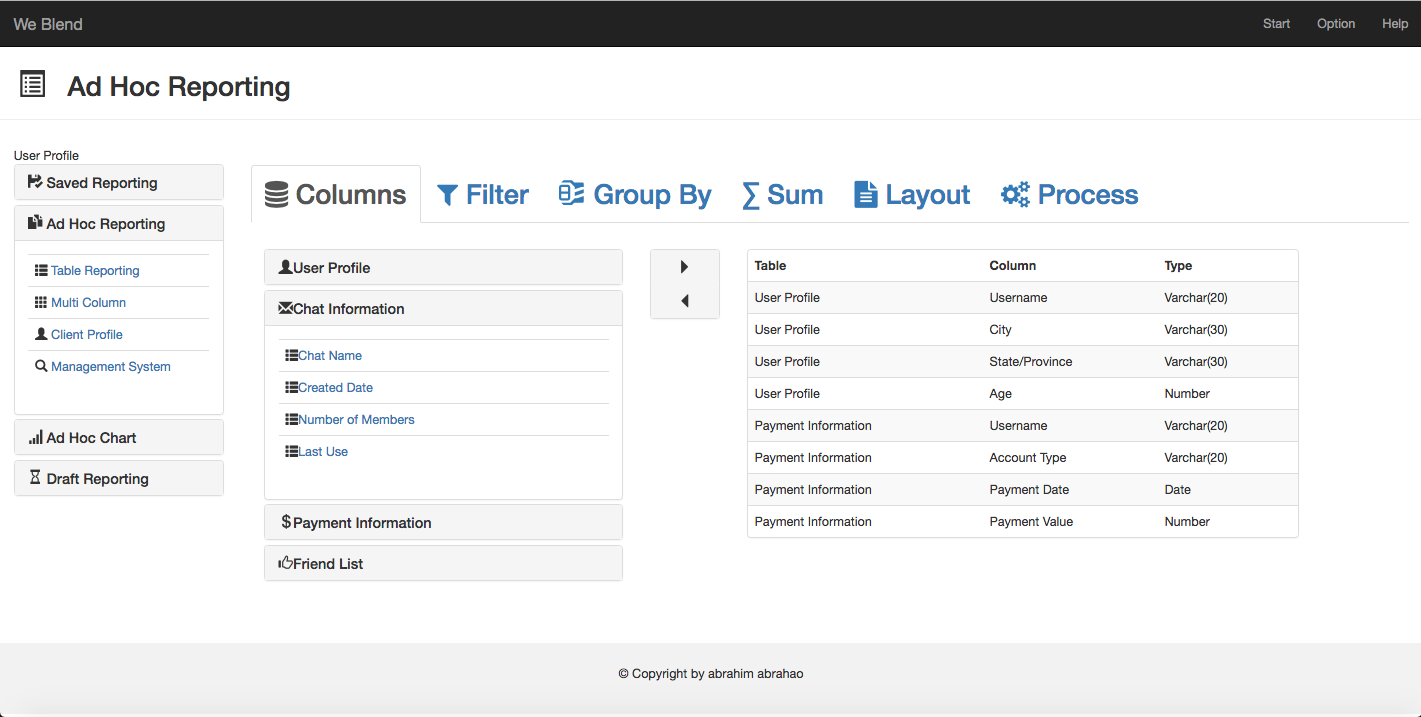 We Blend
Start Option Help
Ad Hoc Reporting
User Profile
Saved Reporting
Ad Hoc Reporting
Table Reporting
Multi Column
Client Profile
Management System
Ad Hoc Chart
Draft Reporting
Columns Filter Group By Sum Layout Process
User Profile
Chat Information
Chat Name
Created Date
Number of Members
Last Use
Payment Information
Friend List
Table Column Type
User Profile Username Varchar(20)
User Profile City Varchar(30)
User Profile State/Province Varchar(30)
User Profile Age Number
Payment Information Username Varchar(20)
Payment Information Account Type Varchar(20)
Payment Information Payment Date Date
Payment Information Payment Value Number
© Copyright by abrahim abrahao